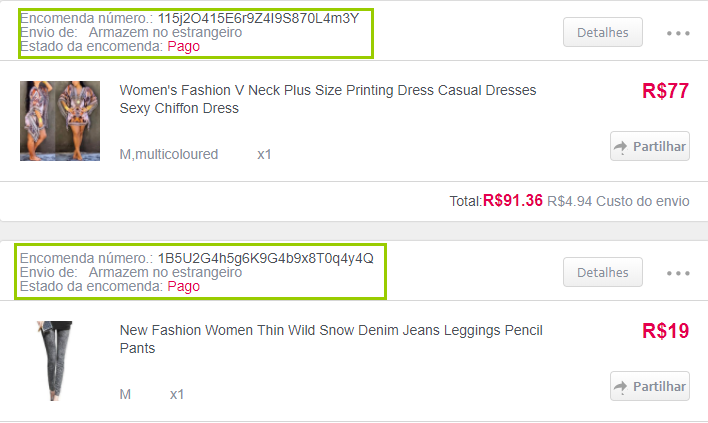 Encomenda número.: 115j2O415E6r9Z4I9S870L4m3Y
Envio de: Armazem no estrangeiro
Estado da encomenda: Pago
Detalhes
Women's Fashion V Neck Plus Size Printing Dress Casual Dresses
Sexy Chiffon Dress
R$77
M,multicoloured x1
Partilhar
Total:R$91.36 R$4.94 Custo do envio
Encomenda número.: 1B5U2G4h5g6K9G4b9x8T0q4y4Q
Envio de: Armazem no estrangeiro
Estado da encomenda: Pago
Detalhes
New Fashion Women Thin Wild Snow Denim Jeans Leggings Pencil
Pants
R$19
M x1
Partilhar